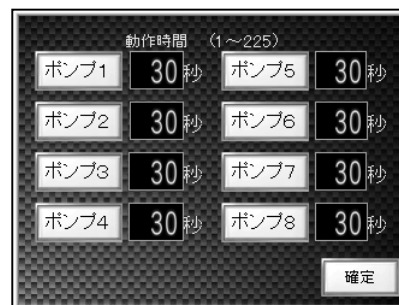 動作時間 (1～225)
ポンプ1 30秒 ポンプ5 30秒
ポンプ2 30秒 ポンプ6 30秒
ポンプ3 30秒 ポンプ7 30秒
ポンプ4 30秒 ポンプ8 30秒
確定